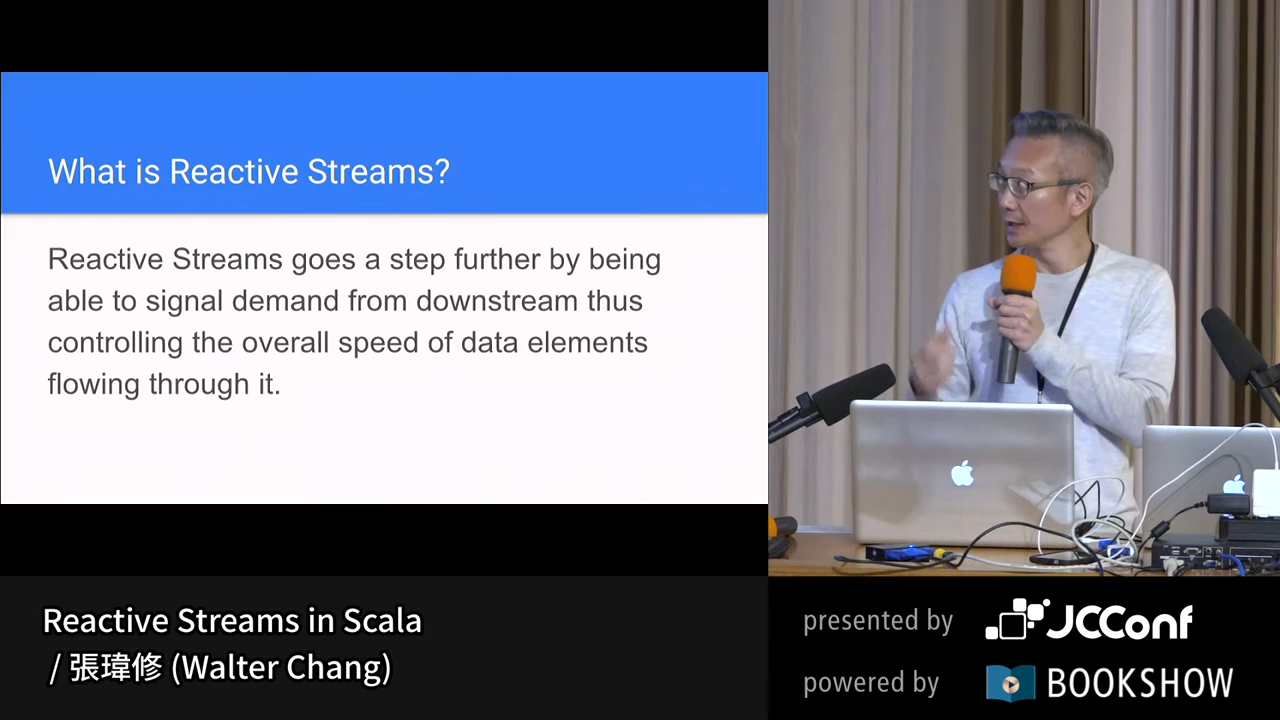 What is Reactive Streams?
Reactive Streams goes a step further by being
able to signal demand from downstream thus
controlling the overall speed of data elements
flowing through it.
Reactive Streams in Scala
/ 張瑋修 (Walter Chang)
presented by JCConf
powered by BOOKSHOW